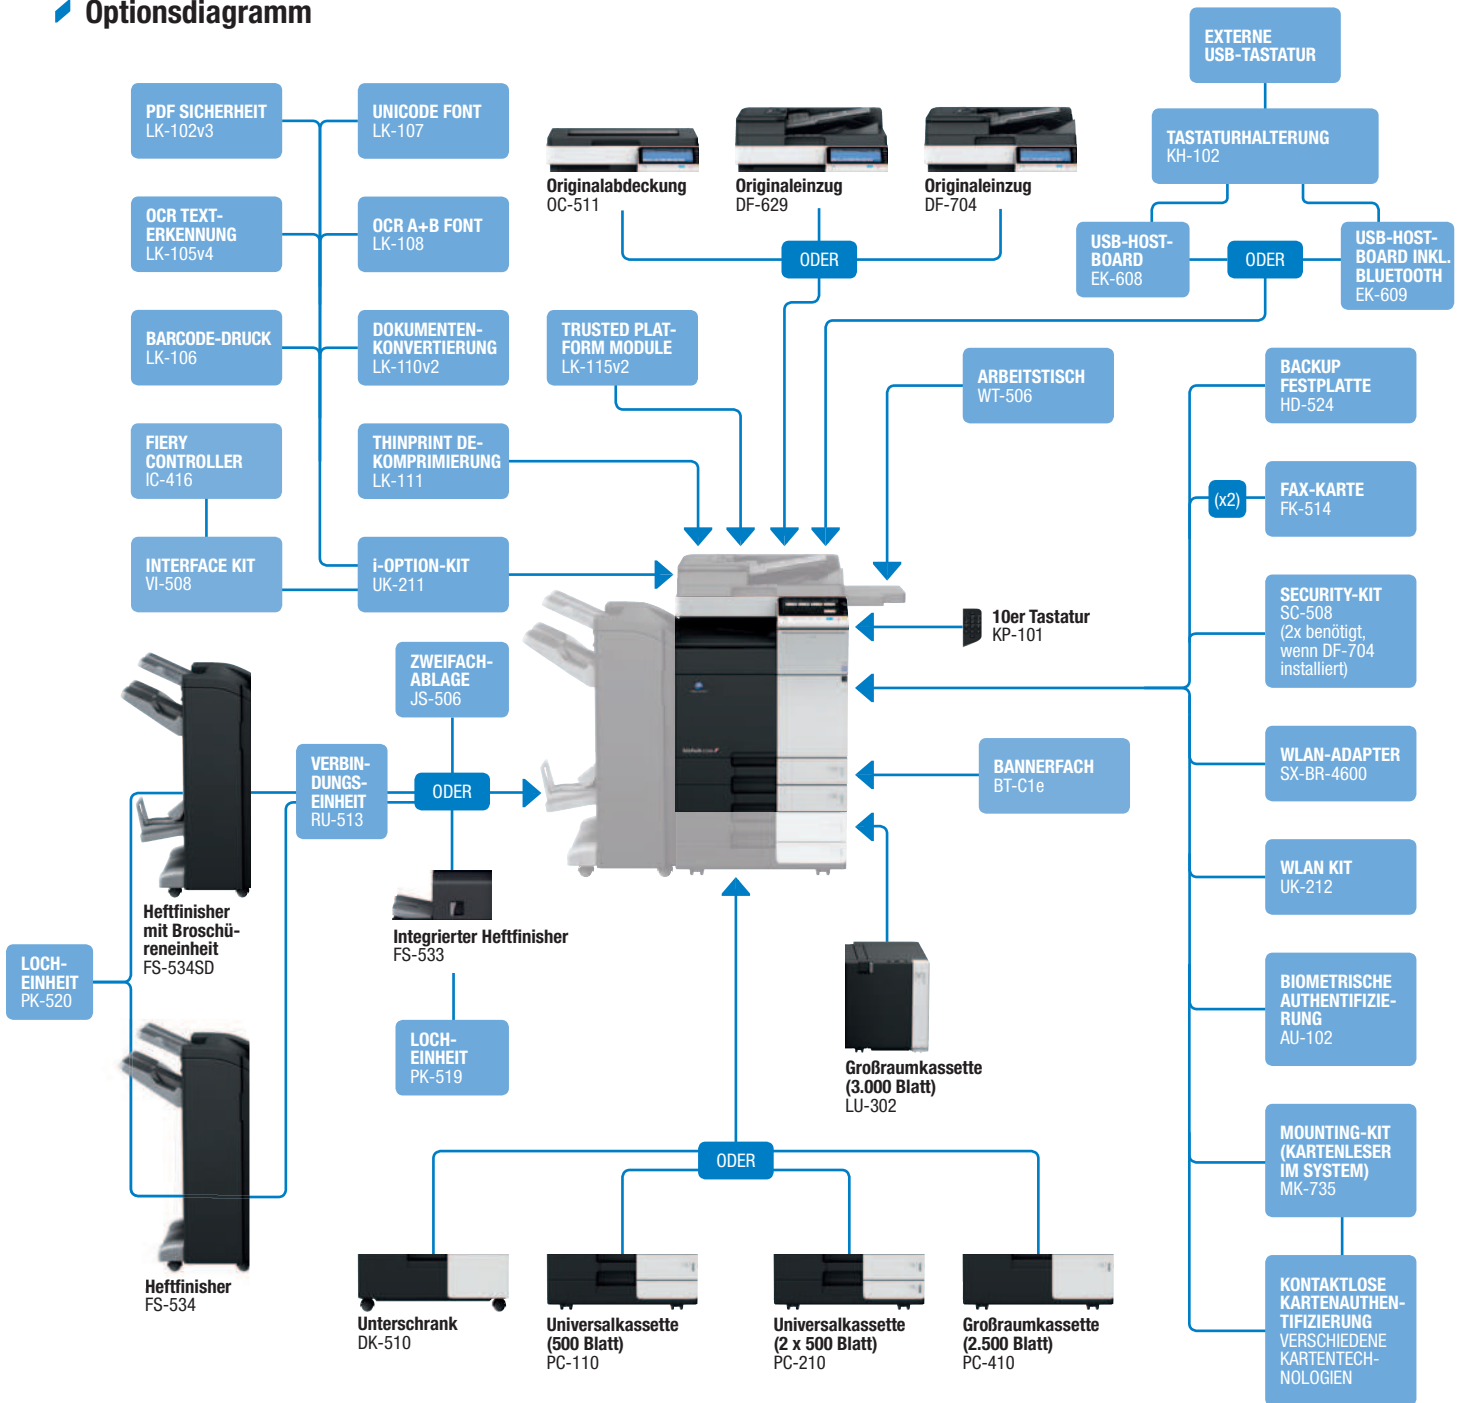 Optionsdiagramm
EXTERNE
USB-TASTATUR
PDF SICHERHEIT
LK-102v3
UNICODE FONT
LK-107
TASTATURHALTERUNG
KH-102
Originalabdeckung
OC-511
Originaleinzug
DF-629
Originaleinzug
DF-704
OCR TEXT-
ERKENNUNG
LK-105v4
OCR A+B FONT
LK-108
ODER
USB-HOST-
BOARD
EK-608
ODER
USB-HOST-
BOARD INKL.
BLUETOOTH
EK-609
BARCODE-DRUCK
LK-106
DOKUMENTEN-
KONVERTIERUNG
LK-110v2
TRUSTED PLAT-
FORM MODULE
LK-115v2
ARBEITSTISCH
WT-506
BACKUP
FESTPLATTE
HD-524
FIERY
CONTROLLER
IC-416
THINPRINT DE-
KOMPRIMIERUNG
LK-111
(x2)
FAX-KARTE
FK-514
INTERFACE KIT
VI-508
i-OPTION-KIT
UK-211
SECURITY-KIT
SC-508
(2x benötigt,
wenn DF-704
installiert)
10er Tastatur
KP-101
ZWEIFACH-
ABLAGE
JS-506
VERBIN-
DUNGS-
EINHEIT
RU-513
ODER
BANNERFACH
BT-C1e
WLAN-ADAPTER
SX-BR-4600
WLAN KIT
UK-212
Heftfinisher
mit Broschü-
reneinheit
FS-534SD
Integrierter Heftfinisher
FS-533
LOCH-
EINHEIT
PK-520
LOCH-
EINHEIT
PK-519
Großraumkassette
(3.000 Blatt)
LU-302
BIOMETRISCHE
AUTHENTIFIZIE-
RUNG
AU-102
ODER
MOUNTING-KIT
(KARTENLESER
IM SYSTEM)
MK-735
Heftfinisher
FS-534
Unterschrank
DK-510
Universalkassette
(500 Blatt)
PC-110
Universalkassette
(2 x 500 Blatt)
PC-210
Großraumkassette
(2.500 Blatt)
PC-410
KONTAKTLOSE
KARTENAUTHEN-
TIFIZIERUNG
VERSCHIEDENE
KARTENTECH-
NOLOGIEN